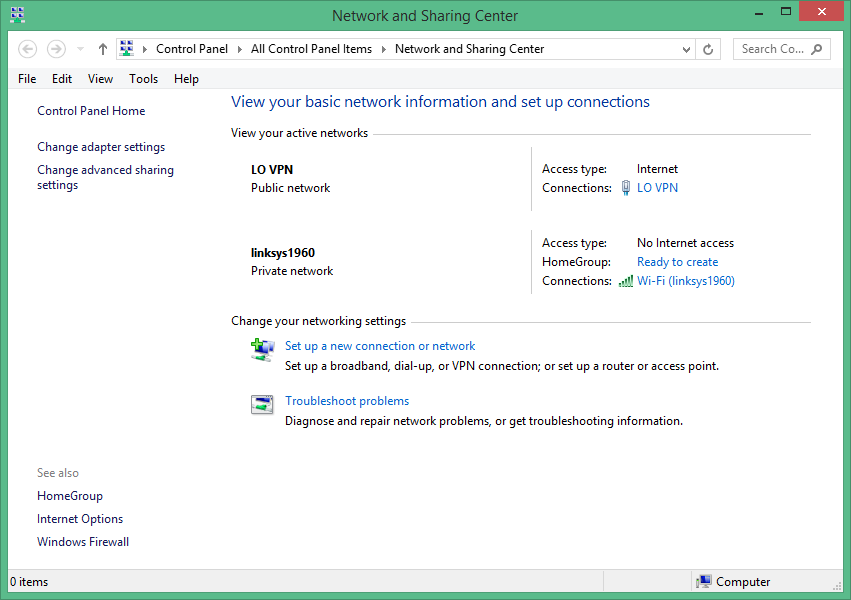 Network and Sharing Center
Control Panel
All Control Panel Items
Network and Sharing Center
Search Co...
File Edit View Tools Help
Control Panel Home
Change adapter settings
Change advanced sharing
settings
View your basic network information and set up connections
View your active networks
LO VPN
Public network
Access type: Internet
Connections: LO VPN
linksys1960
Private network
Access type: No Internet access
HomeGroup: Ready to create
Connections: Wi-Fi (linksys1960)
Change your networking settings
Set up a new connection or network
Set up a broadband, dial-up, or VPN connection; or set up a router or access point.
Troubleshoot problems
Diagnose and repair network problems, or get troubleshooting information.
See also
HomeGroup
Internet Options
Windows Firewall
0 items
Computer